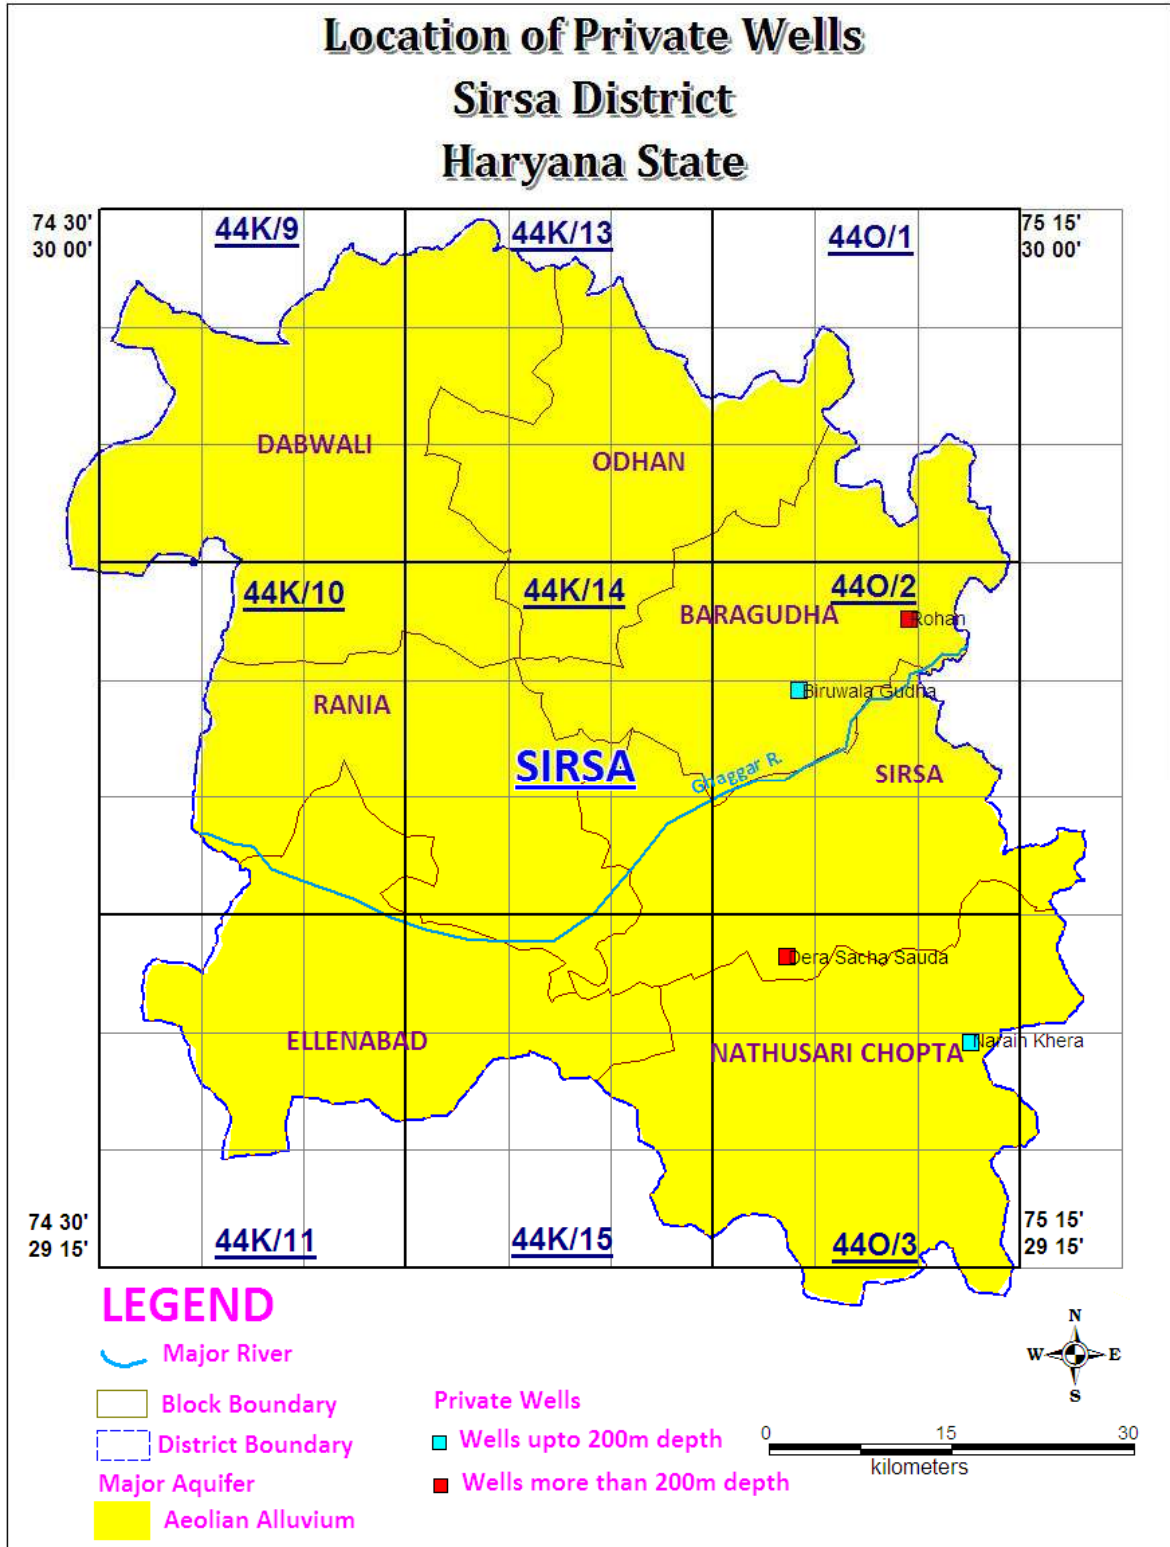 Location of Private Wells
Sirsa District
Haryana State
74 30'
30 00'
44K/9
44K/13
44O/1
75 15'
30 00'
DABWALI
ODHAN
44K/10
44K/14
44O/2
BARAGUDHA
Rohan
RANIA
Biruwala Gudha
SIRSA
Ghaggar R.
SIRSA
Dera Sacha Sauda
ELLENABAD
NATHUSARI CHOPTA
Narain Khera
74 30'
29 15'
44K/11
44K/15
44O/3
75 15'
29 15'
LEGEND
Major River
Block Boundary
District Boundary
Major Aquifer
Aeolian Alluvium
Private Wells
Wells upto 200m depth
Wells more than 200m depth
N
W E
S
0 15 30
kilometers